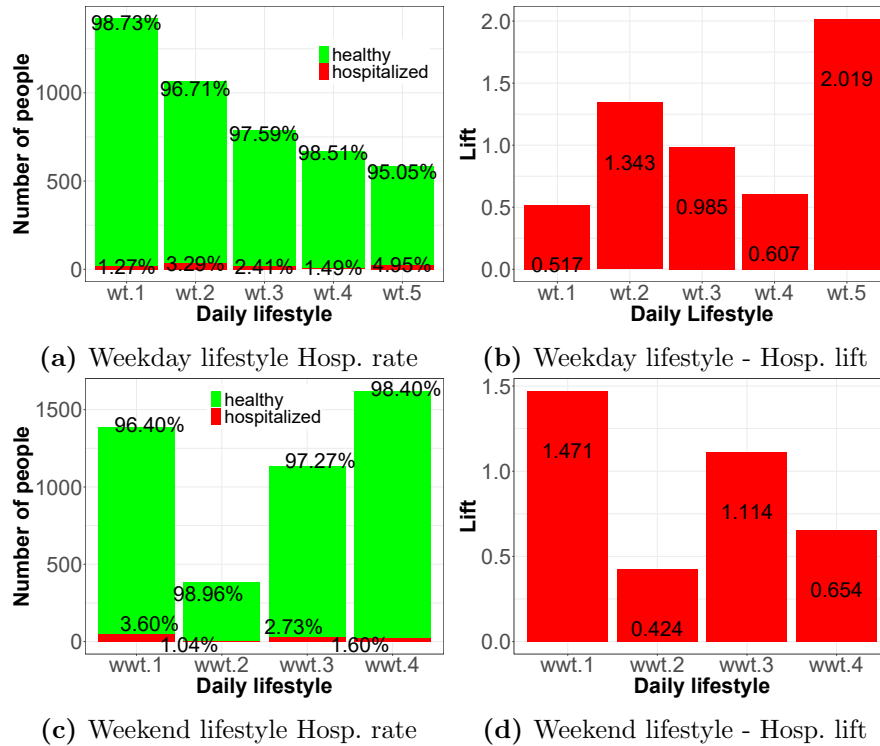 98.73%
96.71%
97.59%
98.51%
95.05%
1.27%
3.29%
2.41%
1.49%
4.95%
healthy
hospitalized
Number of people
1000
500
0
wt.1 wt.2 wt.3 wt.4 wt.5
Daily lifestyle
(a) Weekday lifestyle Hosp. rate
Lift
2.0
1.5
1.0
0.5
0.0
0.517
1.343
0.985
0.607
2.019
wt.1 wt.2 wt.3 wt.4 wt.5
Daily Lifestyle
(b) Weekday lifestyle - Hosp. lift
96.40%
98.96%
97.27%
98.40%
3.60%
1.04%
2.73%
1.60%
healthy
hospitalized
Number of people
1500
1000
500
0
wwt.1 wwt.2 wwt.3 wwt.4
Daily lifestyle
(c) Weekend lifestyle Hosp. rate
Lift
1.5
1.0
0.5
0.0
1.471
0.424
1.114
0.654
wwt.1 wwt.2 wwt.3 wwt.4
Daily lifestyle
(d) Weekend lifestyle - Hosp. lift